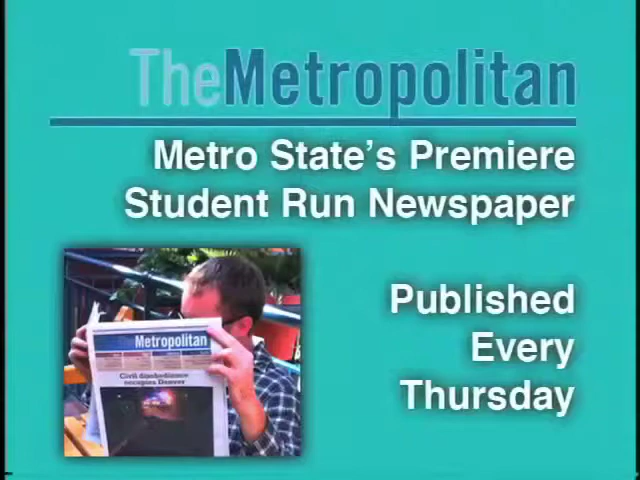 TheMetropolitan
Metro State's Premiere
Student Run Newspaper
Published
Every
Thursday
Metropolitan
Civil disobedience
occupies Denver